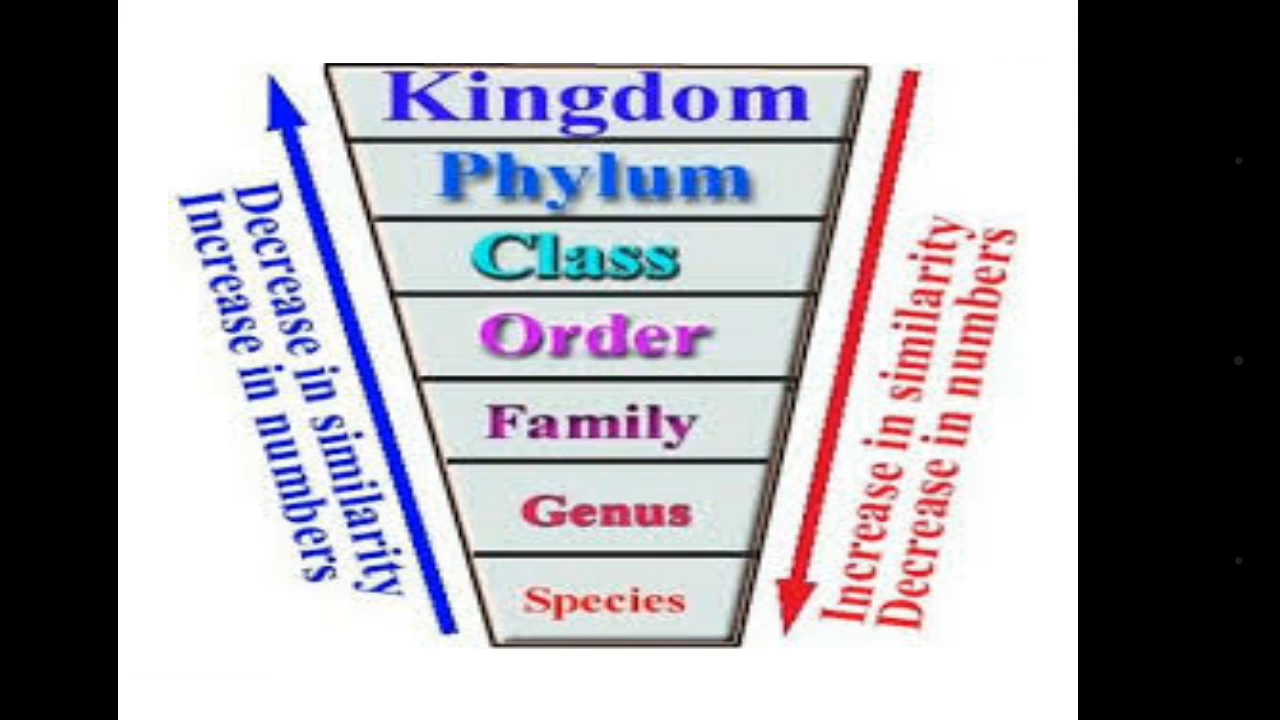 Kingdom
Phylum
Class
Order
Family
Genus
Species
Decrease in similarity
Increase in numbers
Increase in similarity
Decrease in numbers